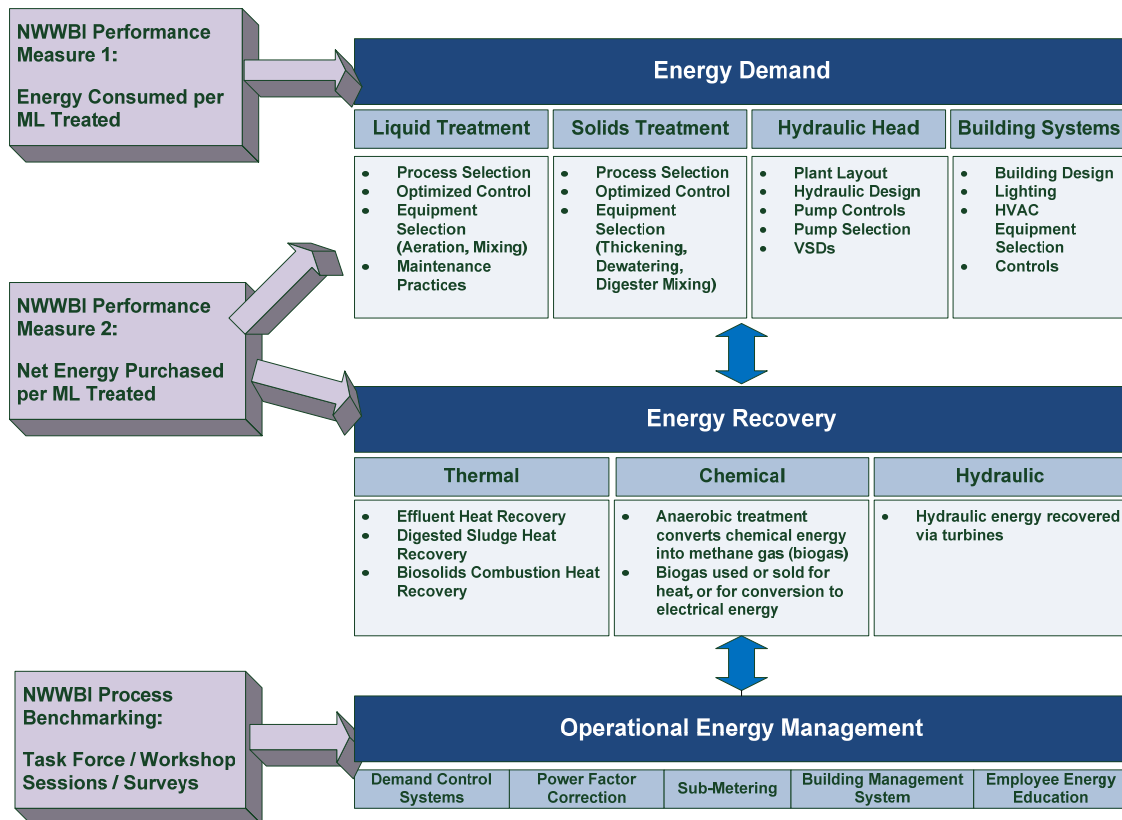 NWWBI Performance
Measure 1:
Energy Consumed per
ML Treated
Energy Demand
Liquid Treatment
• Process Selection
• Optimized Control
• Equipment
Selection
(Aeration, Mixing)
• Maintenance
Practices
Solids Treatment
• Process Selection
• Optimized Control
• Equipment
Selection
(Thickening,
Dewatering,
Digester Mixing)
Hydraulic Head
• Plant Layout
• Hydraulic Design
• Pump Controls
• Pump Selection
• VSDs
Building Systems
• Building Design
• Lighting
• HVAC
Equipment
Selection
• Controls
NWWBI Performance
Measure 2:
Net Energy Purchased
per ML Treated
Energy Recovery
Thermal
• Effluent Heat Recovery
• Digested Sludge Heat
Recovery
• Biosolids Combustion Heat
Recovery
Chemical
• Anaerobic treatment
converts chemical energy
into methane gas (biogas)
• Biogas used or sold for
heat, or for conversion to
electrical energy
Hydraulic
• Hydraulic energy recovered
via turbines
NWWBI Process
Benchmarking:
Task Force / Workshop
Sessions / Surveys
Operational Energy Management
Demand Control
Systems
Power Factor
Correction
Sub-Metering
Building Management
System
Employee Energy
Education